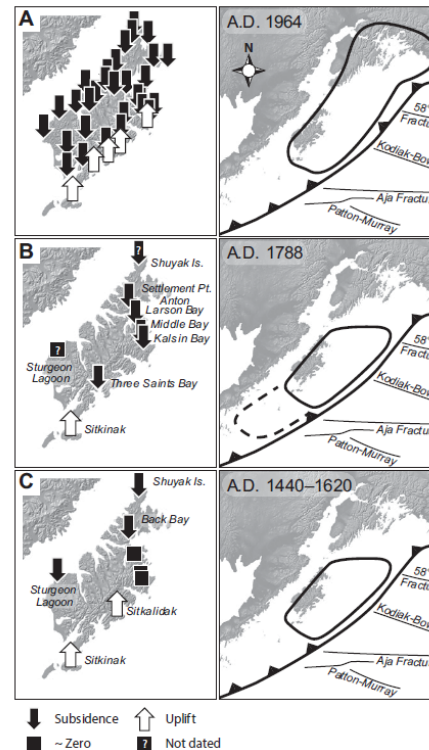 A
A.D. 1964
N
58°
Fractu
Kodiak-Bow
Aja Fractur
Patton-Murray
B
A.D. 1788
?
Shuyak Is.
Settlement Pt.
Anton
Larson Bay
Middle Bay
Kalsin Bay
?
Sturgeon
Lagoon
Three Saints Bay
Sitkinak
58°
Fractu
Kodiak-Bow
Aja Fractur
Patton-Murray
C
A.D. 1440–1620
Shuyak Is.
Back Bay
Sturgeon
Lagoon
Sitkalidak
Sitkinak
58°
Fractu
Kodiak-Bow
Aja Fractur
Patton-Murray
Subsidence
Uplift
~ Zero
? Not dated